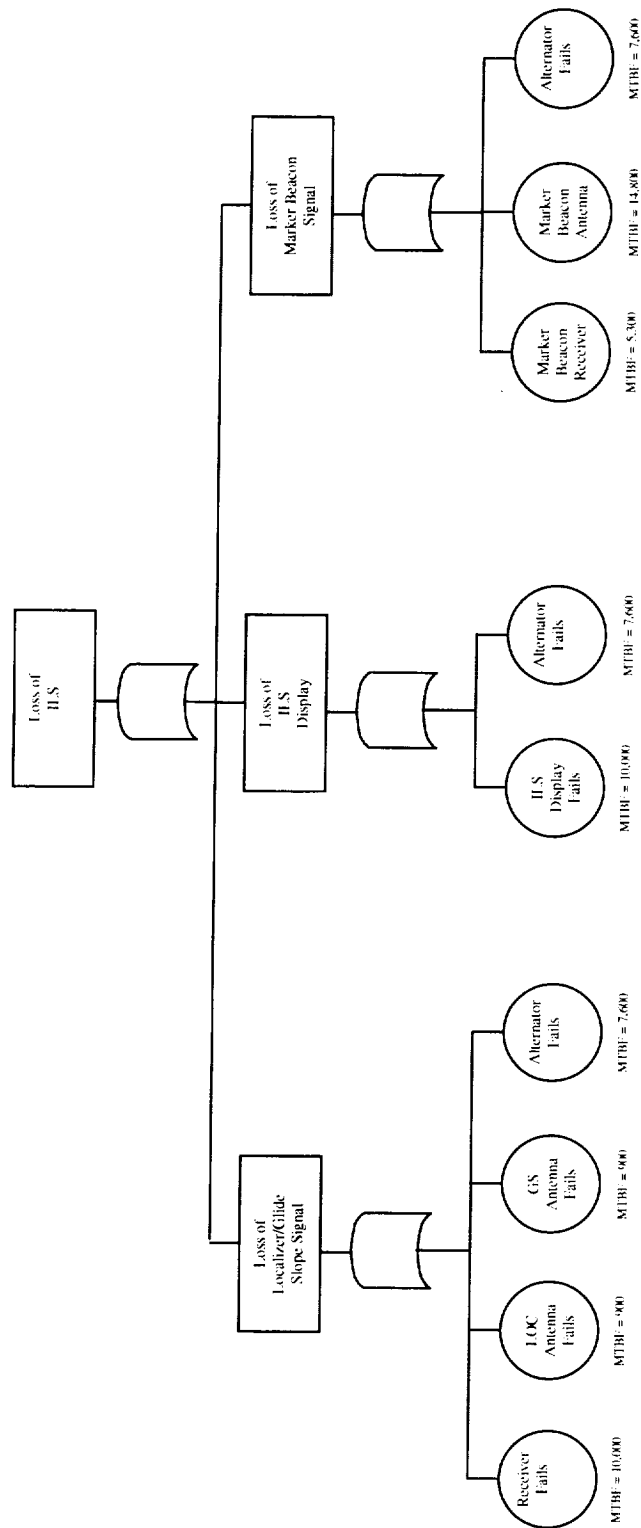 Loss of
ILS
Loss of
Localizer/Glide
Slope Signal
Loss of
ILS
Display
Loss of
Marker Beacon
Signal
Receiver
Fails
MTBF = 10,000
LOC
Antenna
Fails
MTBF = 900
GS
Antenna
Fails
MTBF = 900
Alternator
Fails
MTBF = 7,600
ILS
Display
Fails
MTBF = 10,000
Alternator
Fails
MTBF = 7,600
Marker
Beacon
Receiver
MTBF = 5,300
Marker
Beacon
Antenna
MTBF = 14,800
Alternator
Fails
MTBF = 7,600